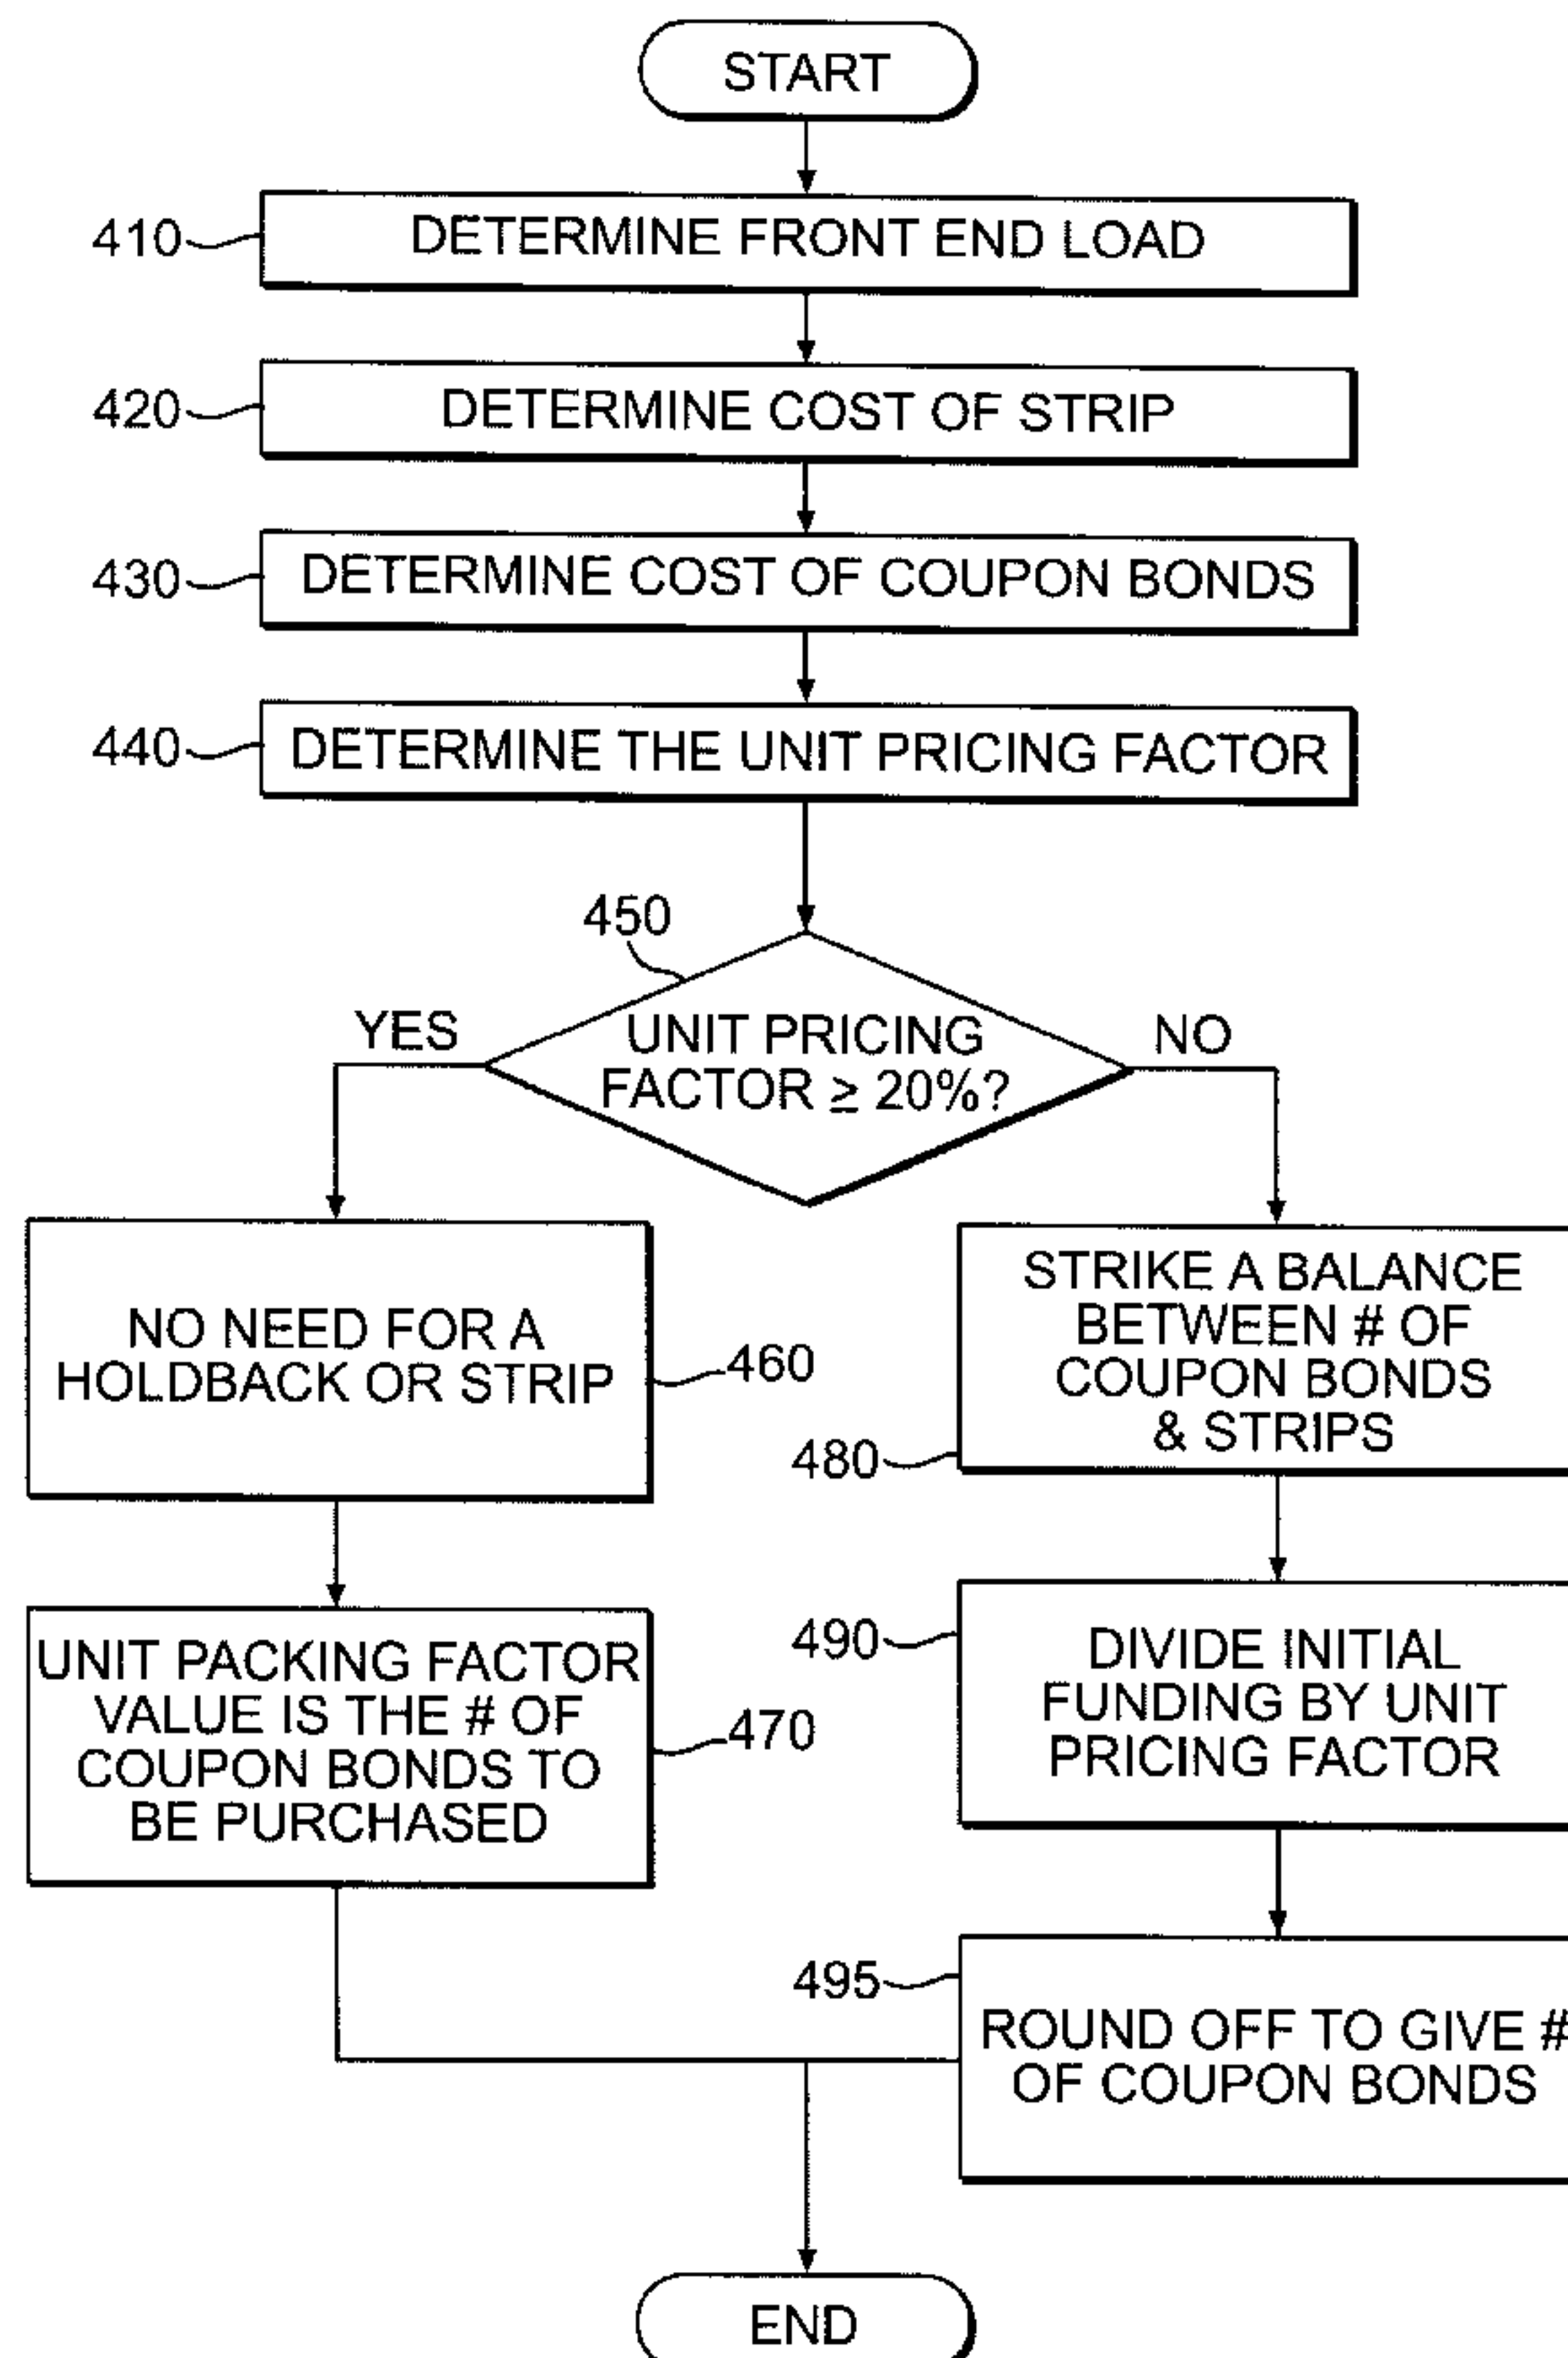 START
410
DETERMINE FRONT END LOAD
420
DETERMINE COST OF STRIP
430
DETERMINE COST OF COUPON BONDS
440
DETERMINE THE UNIT PRICING FACTOR
450
YES
UNIT PRICING
FACTOR ≥ 20%?
NO
NO NEED FOR A
HOLDBACK OR STRIP
460
UNIT PACKING FACTOR
VALUE IS THE # OF
COUPON BONDS TO
BE PURCHASED
470
STRIKE A BALANCE
BETWEEN # OF
COUPON BONDS
& STRIPS
480
490
DIVIDE INITIAL
FUNDING BY UNIT
PRICING FACTOR
495
ROUND OFF TO GIVE #
OF COUPON BONDS
END